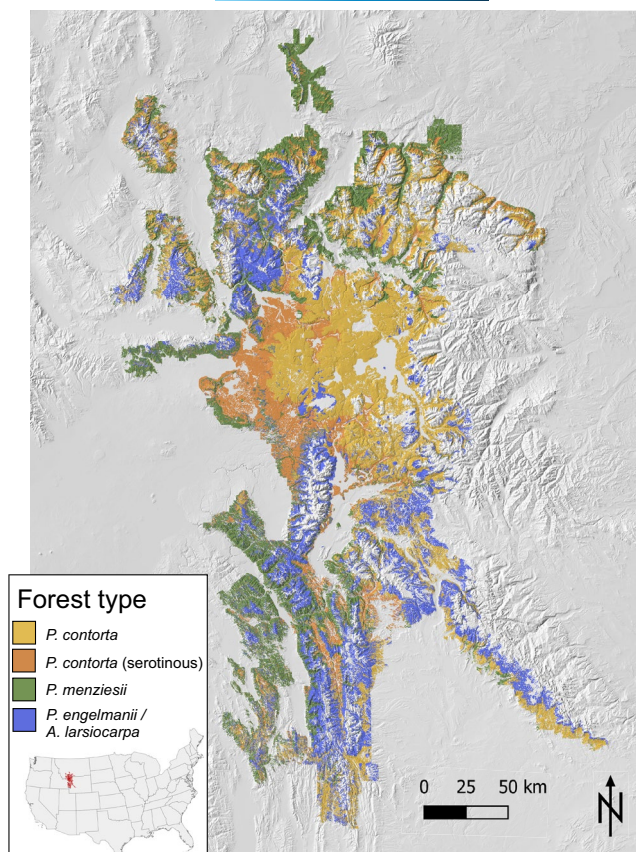 Forest type
P. contorta
P. contorta (serotinous)
P. menziesii
P. engelmanii /
A. larsiocarpa
0 25 50 km
N